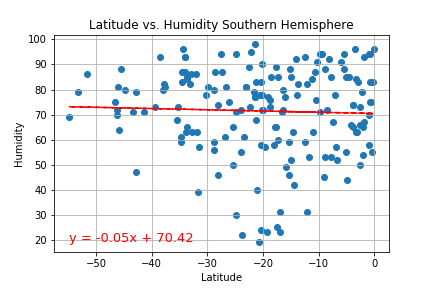 Latitude vs. Humidity Southern Hemisphere
100
90
80
70
60
50
40
30
20
Humidity
y = -0.05x + 70.42
−50 −40 −30 −20 −10 0
Latitude